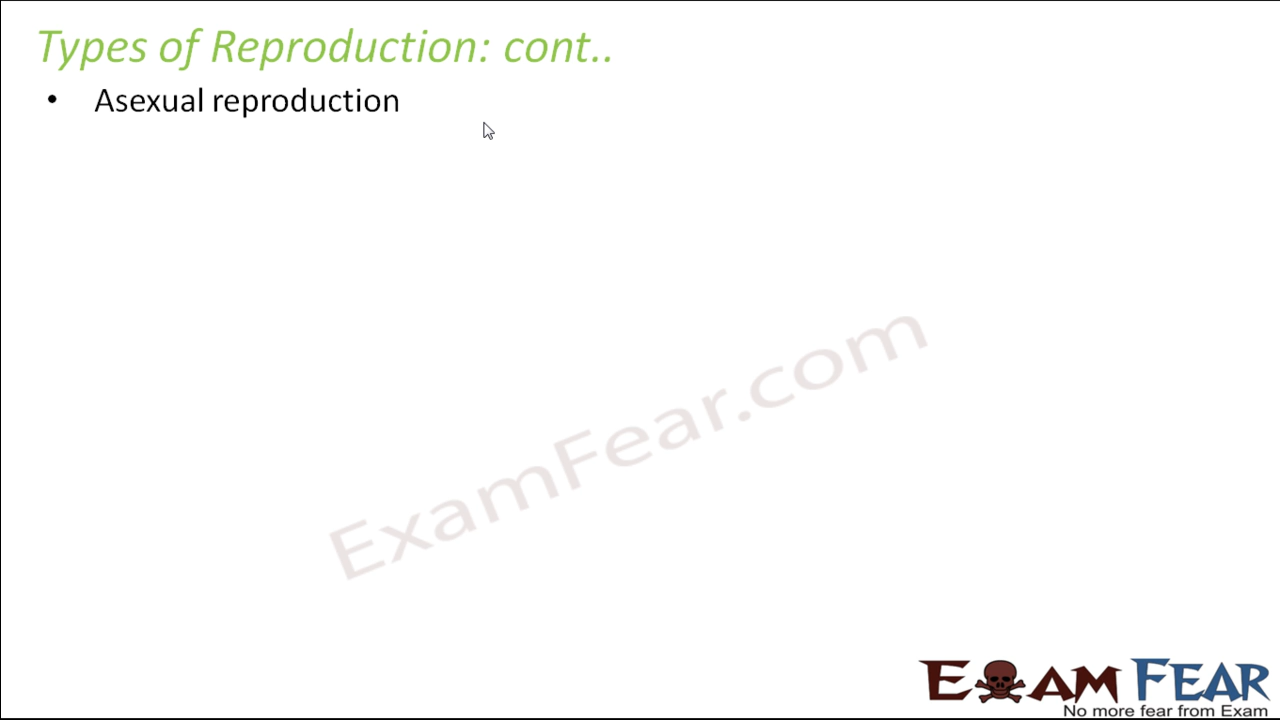 Types of Reproduction: cont..
• Asexual reproduction
ExamFear.com
EXAM FEAR
No more fear from Exam